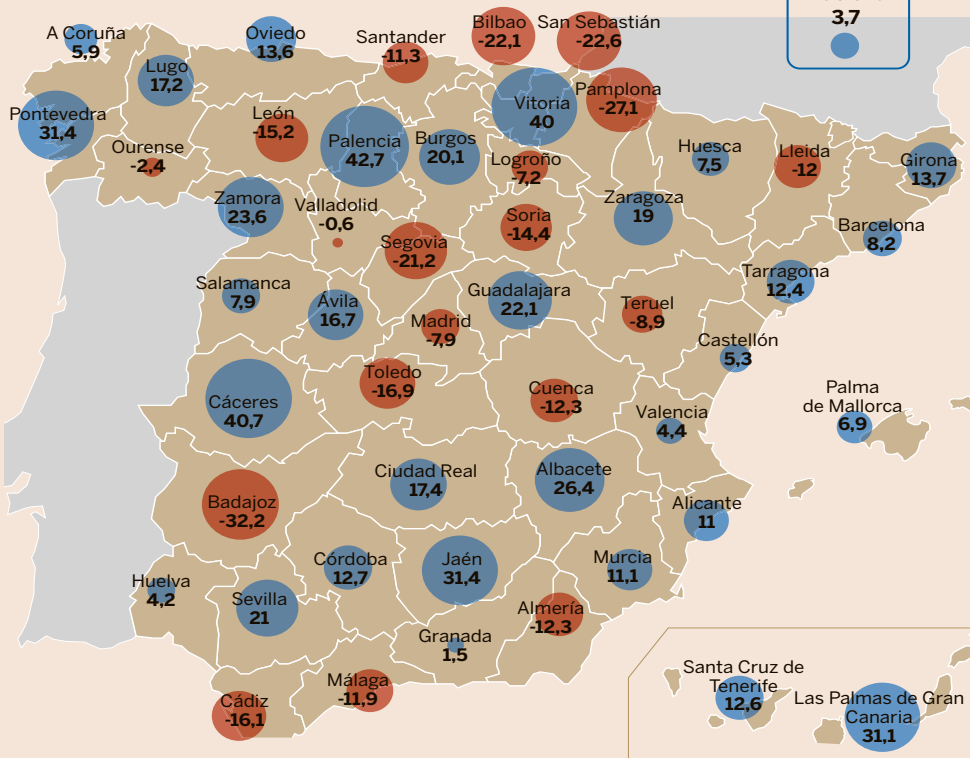 3,7
A Coruña
5,9
Oviedo
13,6
Santander
-11,3
Bilbao
-22,1
San Sebastián
-22,6
Lugo
17,2
Pontevedra
31,4
Ourense
-2,4
León
-15,2
Palencia
42,7
Burgos
20,1
Vitoria
40
Pamplona
-27,1
Logroño
-7,2
Huesca
7,5
Lleida
-12
Girona
13,7
Zamora
23,6
Valladolid
-0,6
Segovia
-21,2
Soria
-14,4
Zaragoza
19
Barcelona
8,2
Salamanca
7,9
Ávila
16,7
Madrid
-7,9
Guadalajara
22,1
Teruel
-8,9
Tarragona
12,4
Castellón
5,3
Cáceres
40,7
Toledo
-16,9
Cuenca
-12,3
Valencia
4,4
Palma
de Mallorca
6,9
Badajoz
-32,2
Ciudad Real
17,4
Albacete
26,4
Alicante
11
Huelva
4,2
Sevilla
21
Córdoba
12,7
Jaén
31,4
Murcia
11,1
Granada
1,5
Almería
-12,3
Cádiz
-16,1
Málaga
-11,9
Santa Cruz de
Tenerife
12,6
Las Palmas de Gran
Canaria
31,1